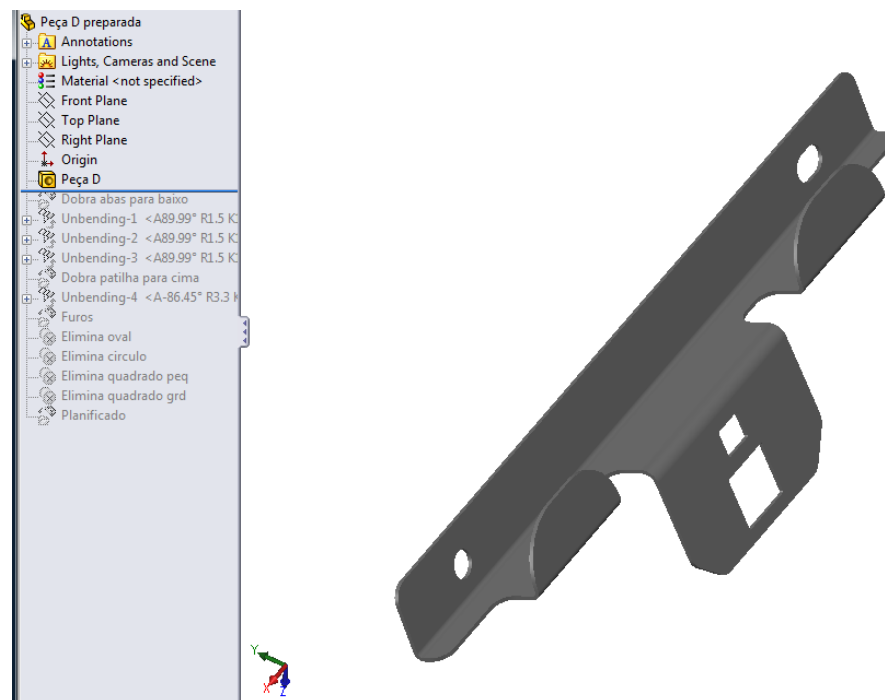 Peça D preparada
A Annotations
Lights, Cameras and Scene
Material <not specified>
Front Plane
Top Plane
Right Plane
Origin
Peça D
Dobra abas para baixo
Unbending-1 <A89.99° R1.5 K
Unbending-2 <A89.99° R1.5 K
Unbending-3 <A89.99° R1.5 K
Dobra patilha para cima
Unbending-4 <A-86.45° R3.3 K
Furos
Elimina oval
Elimina circulo
Elimina quadrado peq
Elimina quadrado grd
Planificado
Y
X
Z